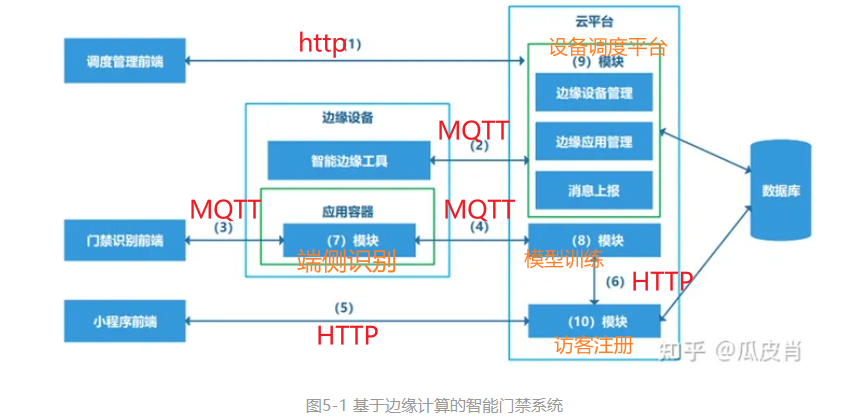 云平台
设备调度平台
http(1)
调度管理前端
(9) 模块
边缘设备管理
边缘设备
MQTT
(2)
智能边缘工具
边缘应用管理
消息上报
数据库
MQTT
应用容器
MQTT
(3)
(4)
门禁识别前端
(7) 模块
(8) 模块
端侧识别
模型训练
(6)
HTTP
(5)
小程序前端
(10) 模块
HTTP
访客注册
知乎 @瓜皮肖
图5-1 基于边缘计算的智能门禁系统